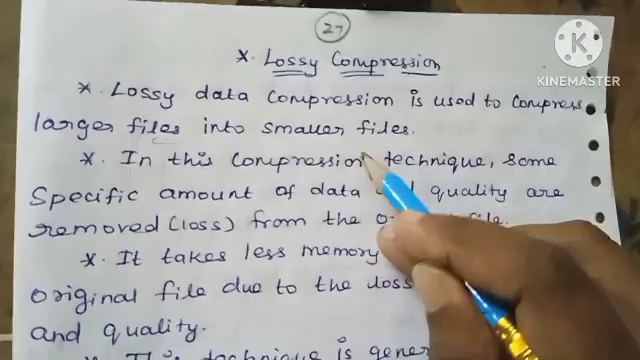 27
*. Lossy Compression
*. Lossy data compression is used to compress
larger files into smaller files.
*. In this compression technique, some
specific amount of data quality are
removed (loss) from the file.
*. It takes less memory
original file due to the loss
and quality.
*. This technique is
KINEMASTER